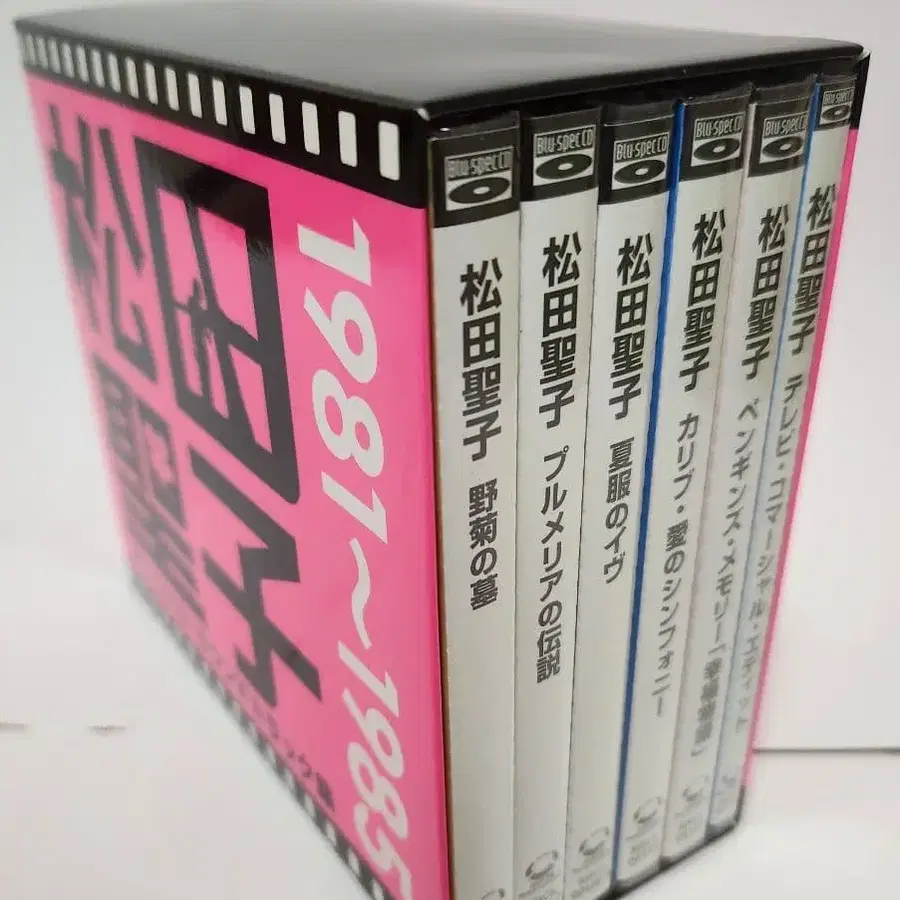 松田聖子
1981~1985
Blu-spec CD
松田聖子 野菊の墓
Blu-spec CD
松田聖子 プルメリアの伝説
Blu-spec CD
松田聖子 夏服のイヴ
Blu-spec CD
松田聖子 カリブ・愛のシンフォニー
Blu-spec CD
松田聖子 ペンギンズ・メモリー「幸福物語」
Blu-spec CD
松田聖子 テレビ・コマーシャル・エディット